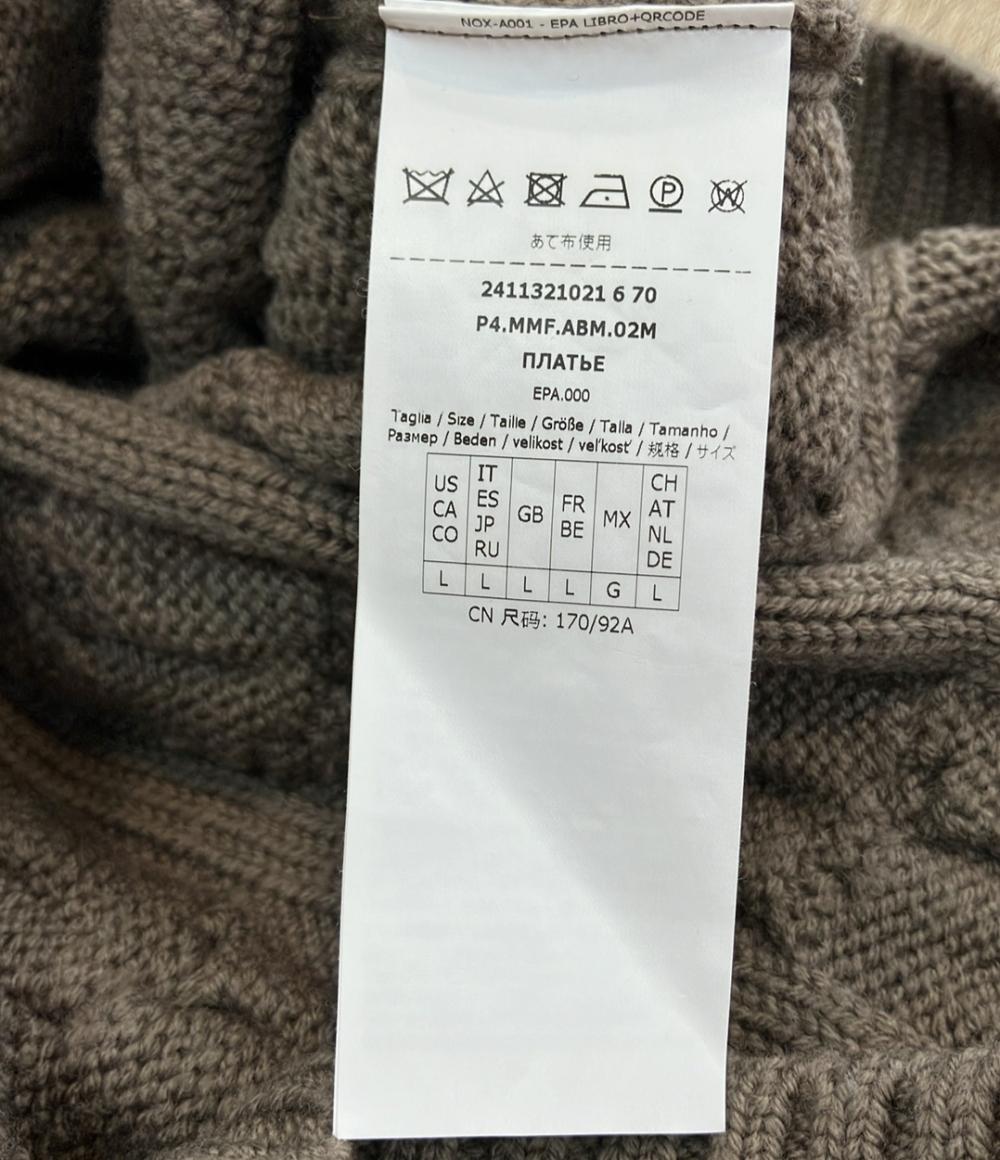 NOX-A001 - EPA LIBRO+QRCODE
P W
あて布使用
2411321021 6 70
P4.MMF.ABM.02M
ПЛАТЬЕ
EPA.000
Taglia / Size / Taille / Größe / Talla / Tamanho /
Размер / Beden / velikost / veľkosť / 规格 / サイズ
US CA CO IT ES JP RU GB FR BE MX CH AT NL DE
L L L L G L
CN 尺码: 170/92A